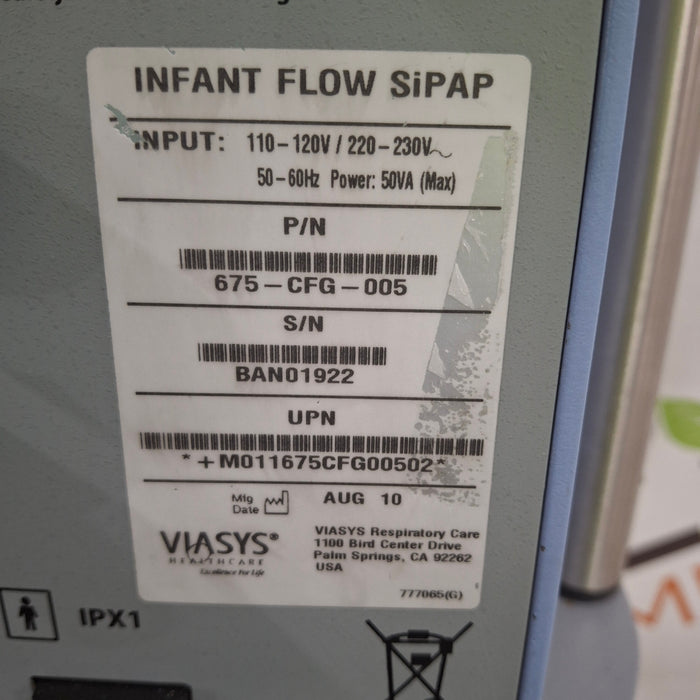 INFANT FLOW SiPAP
INPUT: 110-120V / 220-230V~
50-60Hz Power: 50VA (Max)
P/N
675-CFG-005
S/N
BAN01922
UPN
*+M011675CFG00502*
Mfg
Date
AUG 10
VIASYS®
HEALTHCARE
Excellence For Life
VIASYS Respiratory Care
1100 Bird Center Drive
Palm Springs, CA 92262
USA
777065(G)
IPX1